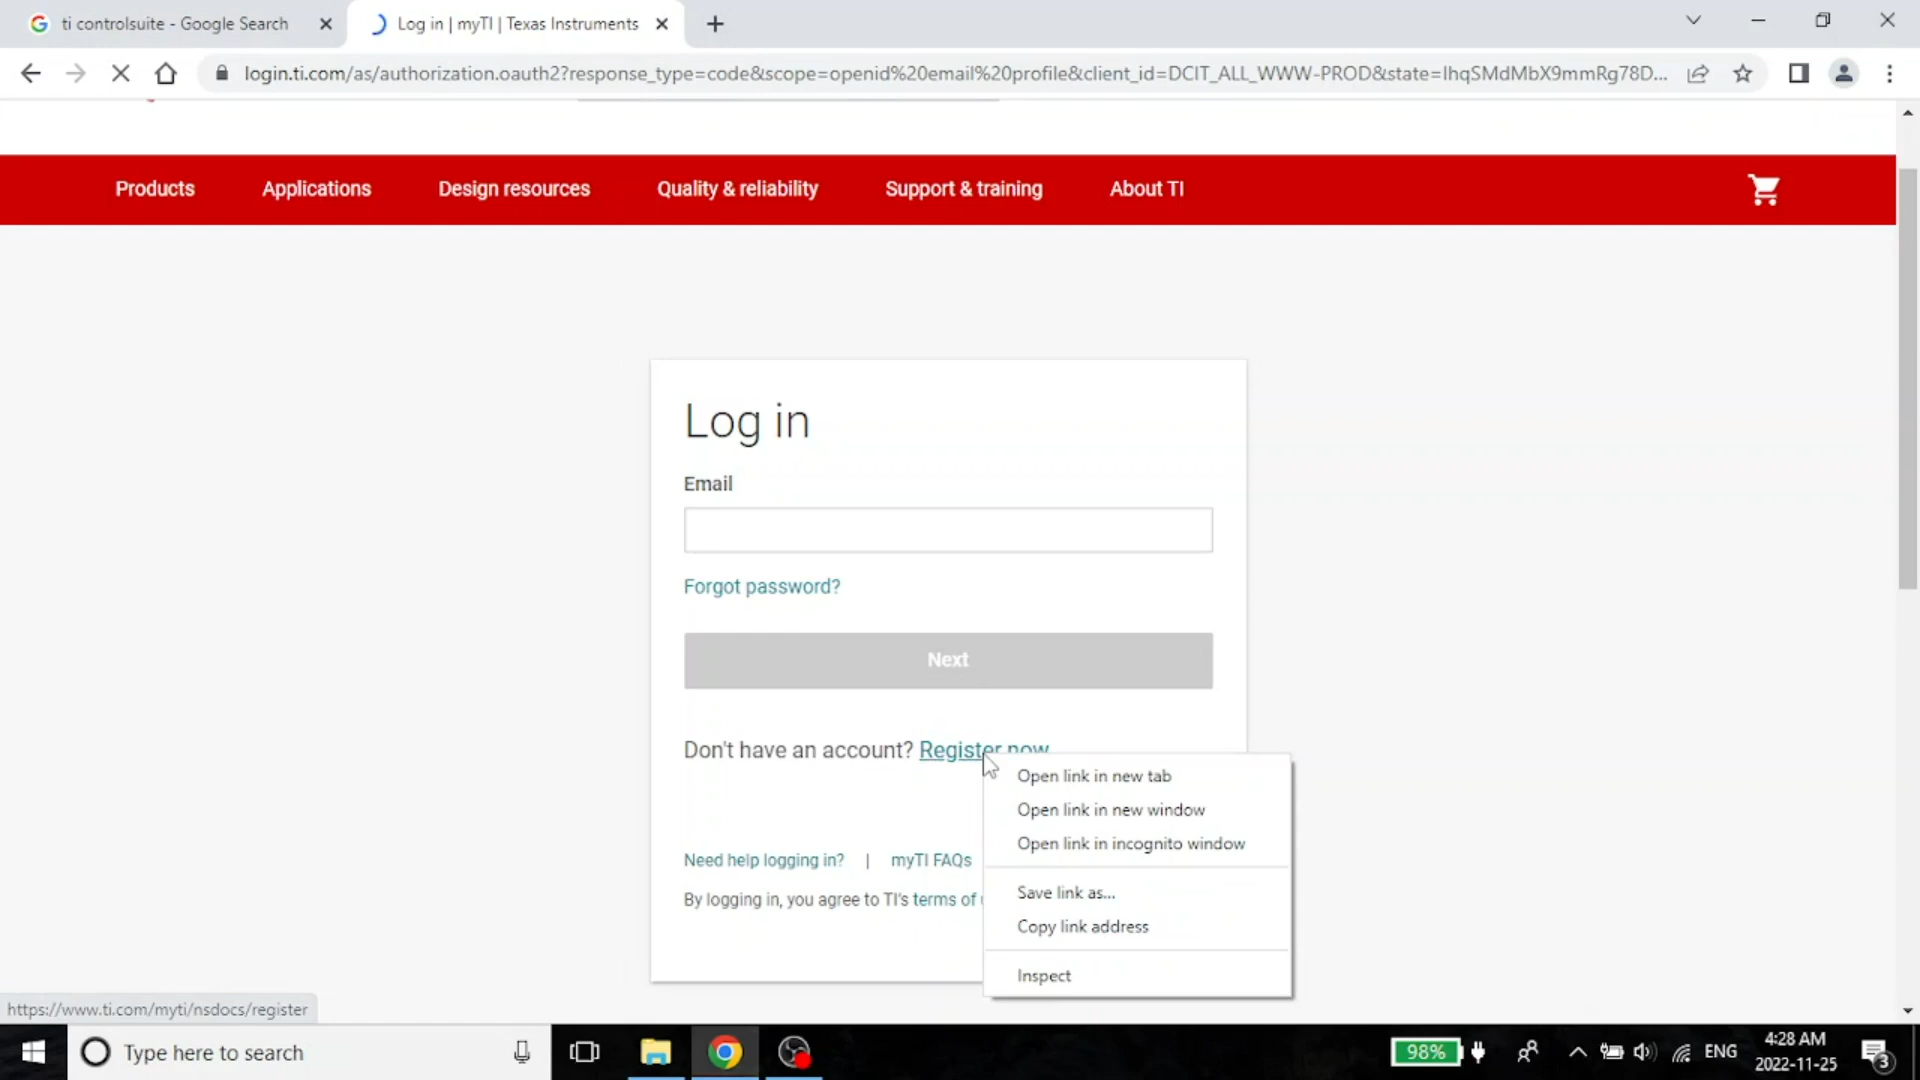 ti controlsuite - Google Search
Log in | myTI | Texas Instruments
login.ti.com/as/authorization.oauth2?response_type=code&scope=openid%20email%20profile&client_id=DCIT_ALL_WWW-PROD&state=IhqSMdMbX9mmRg78D...
Products
Applications
Design resources
Quality & reliability
Support & training
About TI
Log in
Email
Forgot password?
Next
Don't have an account? Register now
Open link in new tab
Open link in new window
Open link in incognito window
Save link as...
Copy link address
Inspect
Need help logging in? | myTI FAQs
By logging in, you agree to TI's terms of
https://www.ti.com/myti/nsdocs/register
Type here to search
98%
ENG
4:28 AM
2022-11-25
3